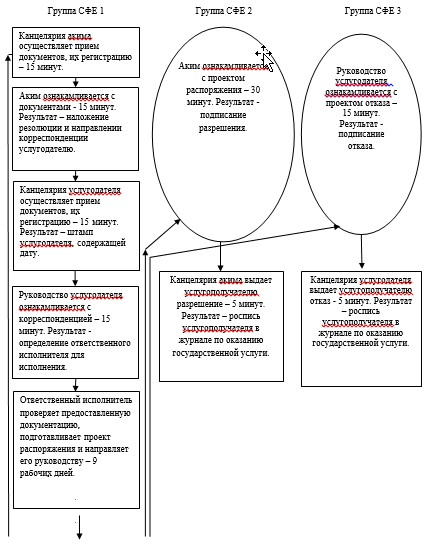 Группа СФЕ 1
Группа СФЕ 2
Группа СФЕ 3
Канцелярия акима
осуществляет прием
документов, их регистрацию
– 15 минут.
Аким ознакамливается с
документами - 15 минут.
Результат – наложение
резолюции и направлении
корреспонденции
услугодателю.
Канцелярия услугодателя
осуществляет прием
документов, их
регистрацию – 15 минут.
Результат – штамп
услугодателя, содержащей
дату.
Руководство услугодателя
ознакамливается с
корреспонденцией – 15
минут. Результат -
определение ответственного
исполнителя для
исполнения.
Ответственный исполнитель
проверяет предоставленную
документацию,
подготавливает проект
распоряжения и направляет
его руководству – 9
рабочих дней.
Аким ознакамливается
с проектом
распоряжения – 30
минут. Результат -
подписание
разрешения.
Канцелярия акима выдает
услугополучателю
разрешение – 5 минут.
Результат – роспись
услугополучателя в
журнале по оказанию
государственной услуги.
Руководство
услугодателя
ознакамливается с
проектом отказа –
15 минут.
Результат -
подписание
отказа.
Канцелярия услугодателя
выдает услугополучателю
отказ - 5 минут. Результат
– роспись
услугополучателя в
журнале по оказанию
государственной услуги.